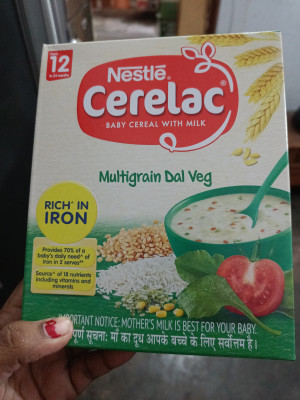 from
12
Nestlé
Cerelac
BABY CEREAL WITH MILK
Multigrain Dal Veg
RICH^ IN
IRON
Provides 70% of a
baby's daily need* of
iron in 2 serves**
Source^ of 18 nutrients
including vitamins and
minerals
IMPORTANT NOTICE: MOTHER'S MILK IS BEST FOR YOUR BABY.
पूर्ण सूचना: माँ का दूध आपके बच्चे के लिए सर्वोत्तम है।